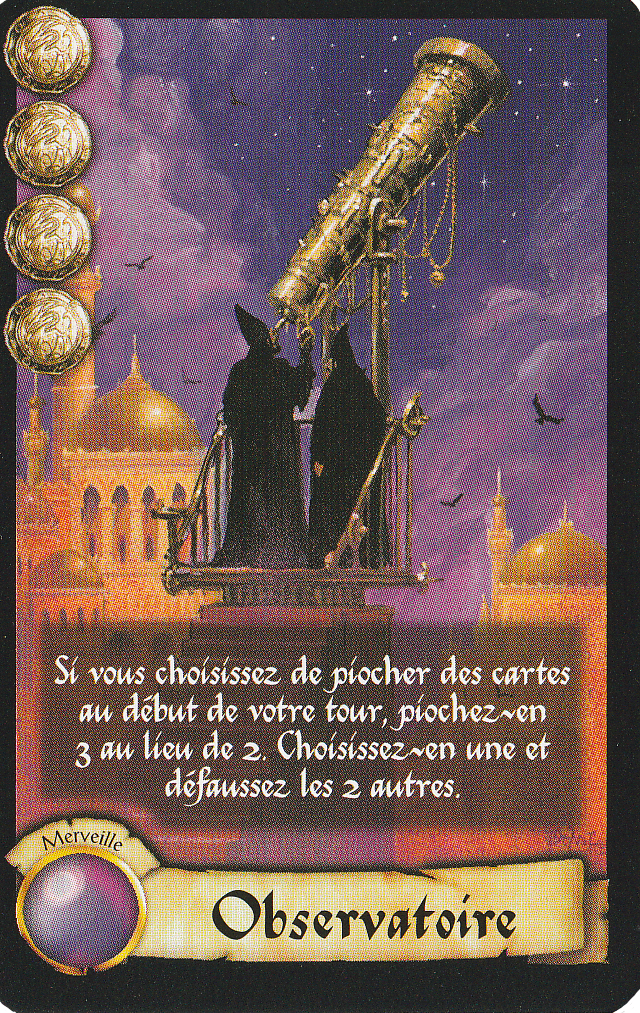 Si vous choisissez de piocher des cartes
au début de votre tour, piochez~en
3 au lieu de 2. Choisissez~en une et
défaussez les 2 autres.
Merveille
Observatoire